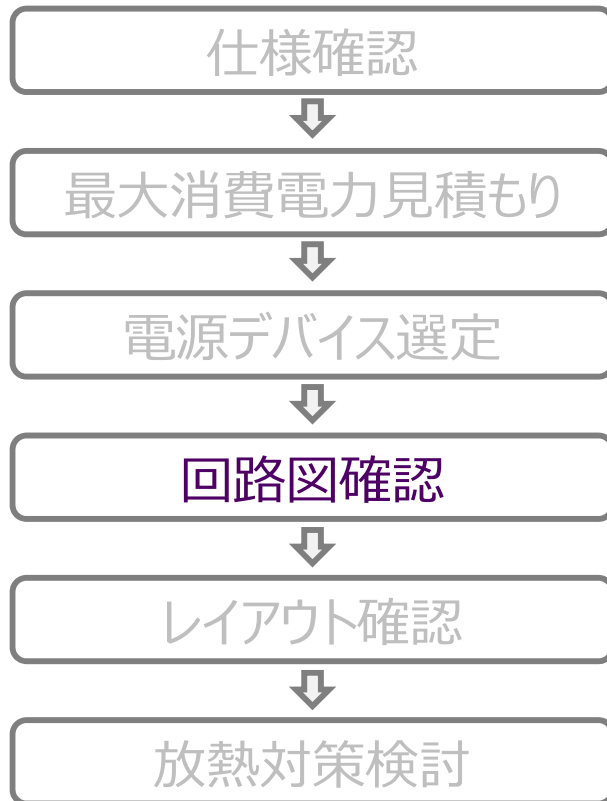 仕様確認
最大消費電力見積もり
電源デバイス選定
回路図確認
レイアウト確認
放熱対策検討